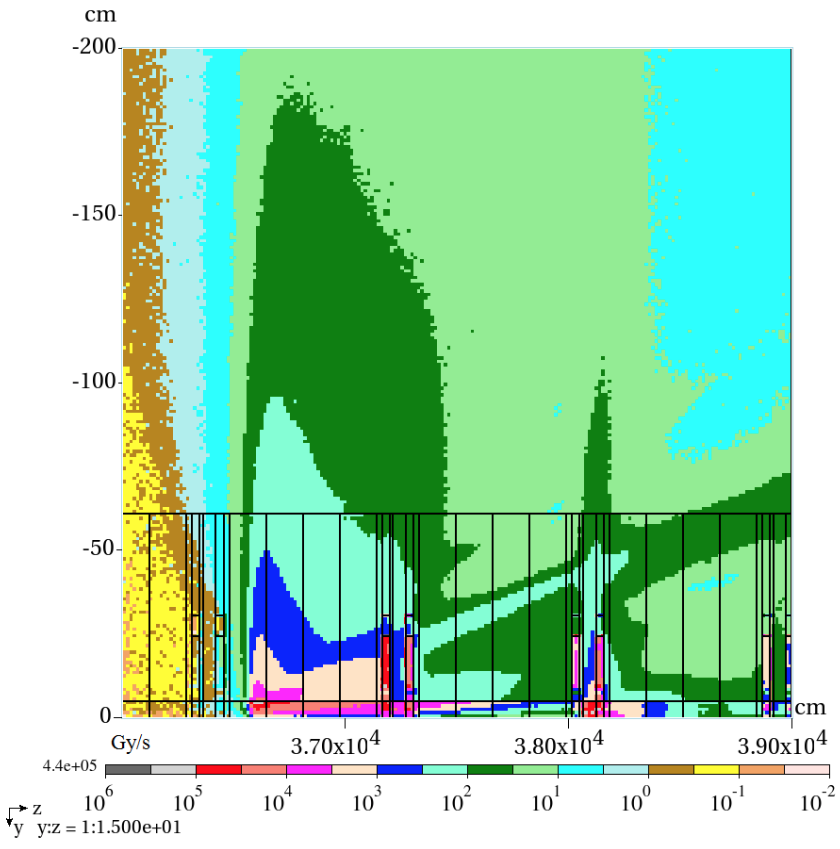 cm
-200
-150
-100
-50
0
cm
Gy/s
3.70x10⁴ 3.80x10⁴ 3.90x10⁴
4.4e+05
10⁶ 10⁵ 10⁴ 10³ 10² 10¹ 10⁰ 10⁻¹ 10⁻²
z
y y:z = 1:1.500e+01